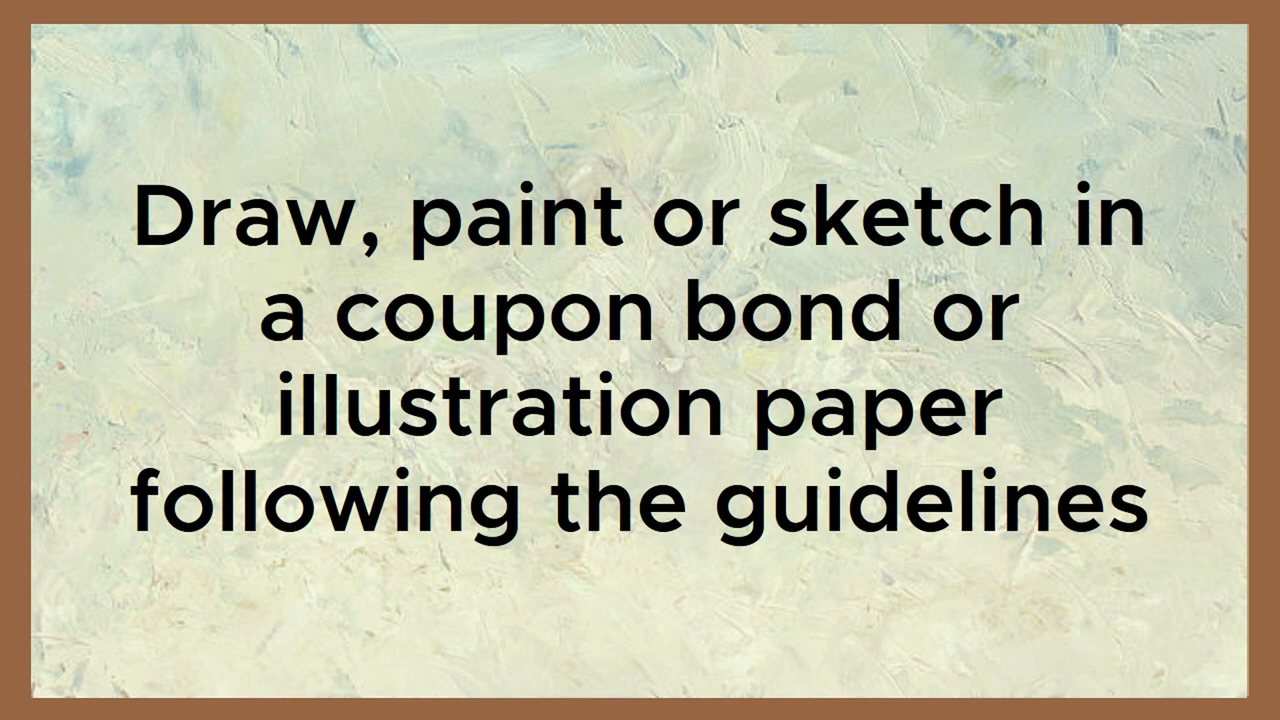 Draw, paint or sketch in
a coupon bond or
illustration paper
following the guidelines